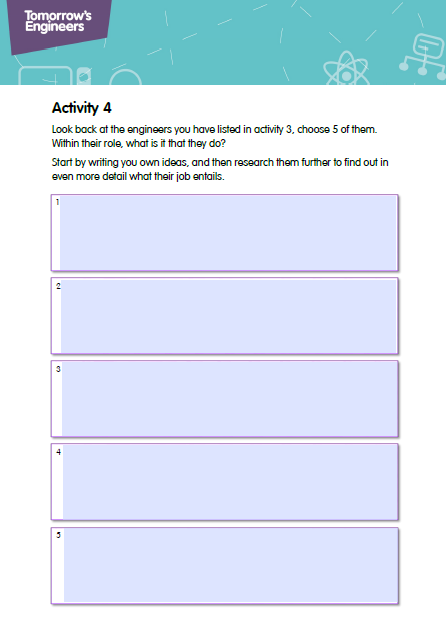 Tomorrow's
Engineers
Activity 4
Look back at the engineers you have listed in activity 3, choose 5 of them.
Within their role, what is it that they do?
Start by writing you own ideas, and then research them further to find out in
even more detail what their job entails.
1
2
3
4
5